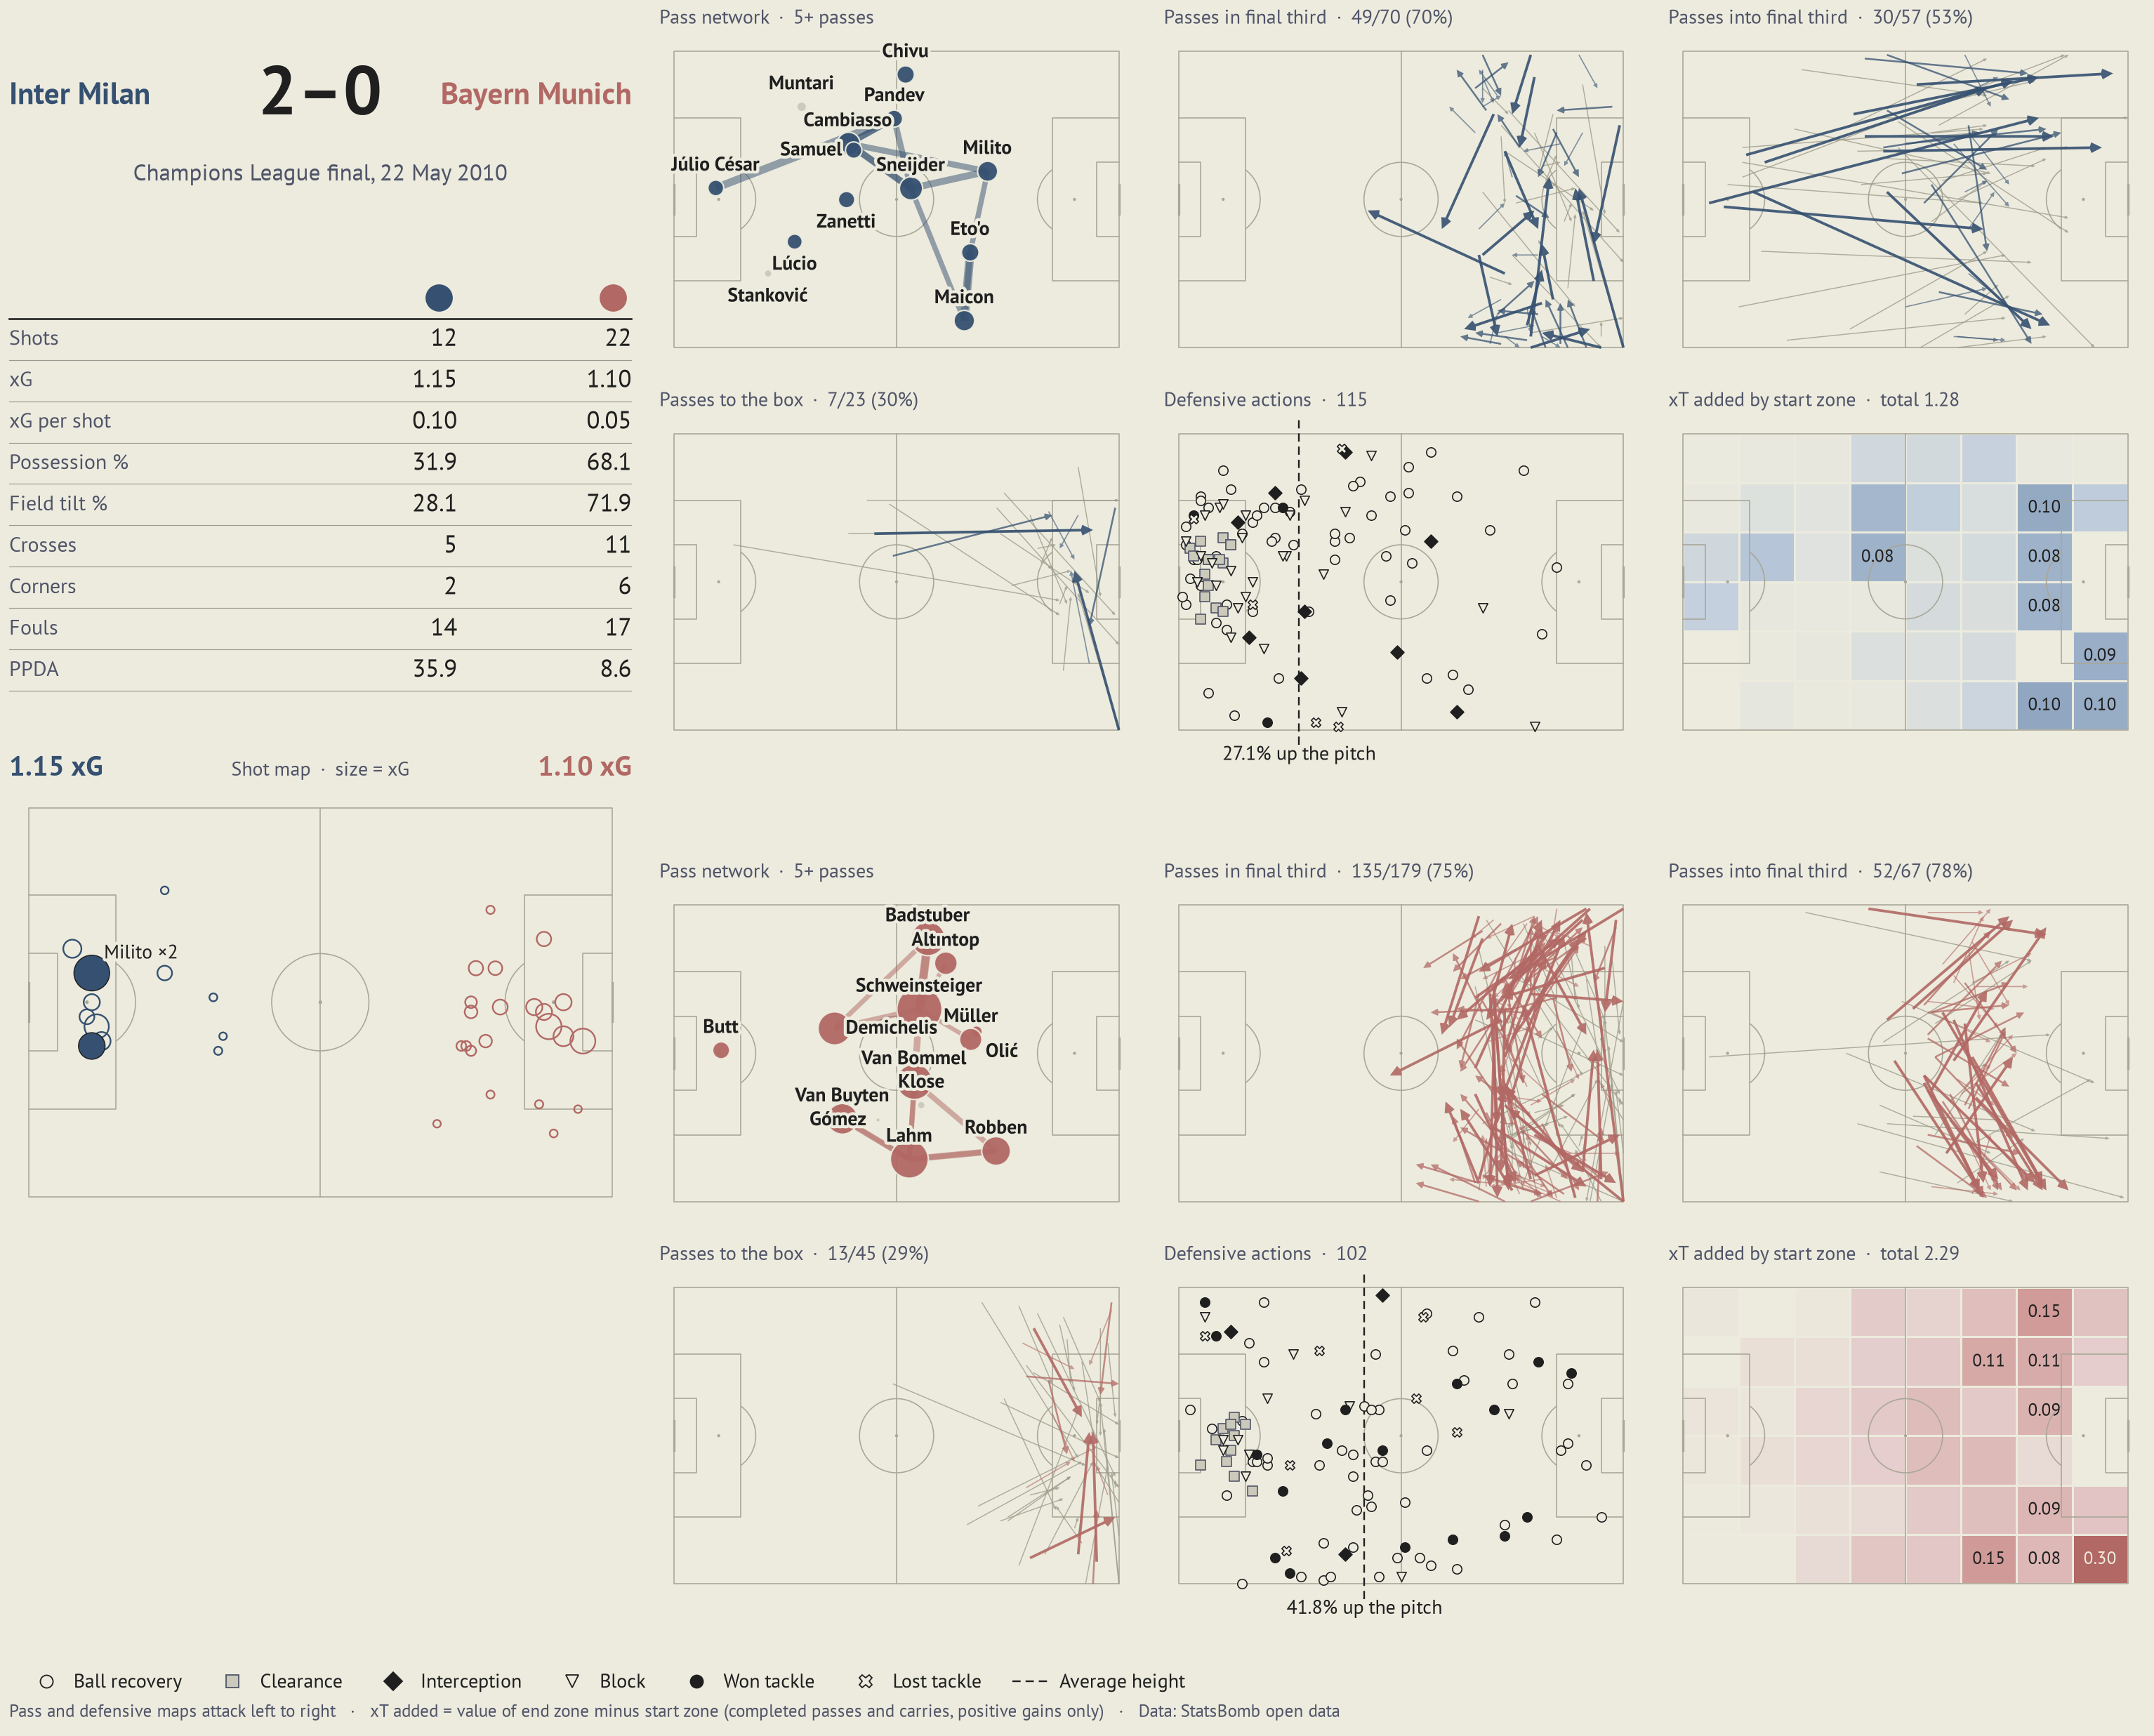 Inter Milan 2–0 Bayern Munich
Champions League final, 22 May 2010
Shots 12 22
xG 1.15 1.10
xG per shot 0.10 0.05
Possession % 31.9 68.1
Field tilt % 28.1 71.9
Crosses 5 11
Corners 2 6
Fouls 14 17
PPDA 35.9 8.6
1.15 xG Shot map · size = xG 1.10 xG
Milito ×2
Pass network · 5+ passes
Chivu
Muntari
Pandev
Cambiasso
Samuel
Júlio César
Sneijder
Milito
Zanetti
Eto'o
Lúcio
Stanković
Maicon
Passes in final third · 49/70 (70%)
Passes into final third · 30/57 (53%)
Passes to the box · 7/23 (30%)
Defensive actions · 115
27.1% up the pitch
xT added by start zone · total 1.28
0.10
0.08 0.08
0.08
0.09
0.10 0.10
Pass network · 5+ passes
Badstuber
Altıntop
Schweinsteiger
Müller
Butt
Demichelis
Olić
Van Bommel
Klose
Van Buyten
Gómez
Lahm
Robben
Passes in final third · 135/179 (75%)
Passes into final third · 52/67 (78%)
Passes to the box · 13/45 (29%)
Defensive actions · 102
41.8% up the pitch
xT added by start zone · total 2.29
0.15
0.11 0.11
0.09
0.09
0.15 0.08 0.30
Ball recovery Clearance Interception Block Won tackle Lost tackle Average height
Pass and defensive maps attack left to right · xT added = value of end zone minus start zone (completed passes and carries, positive gains only) · Data: StatsBomb open data